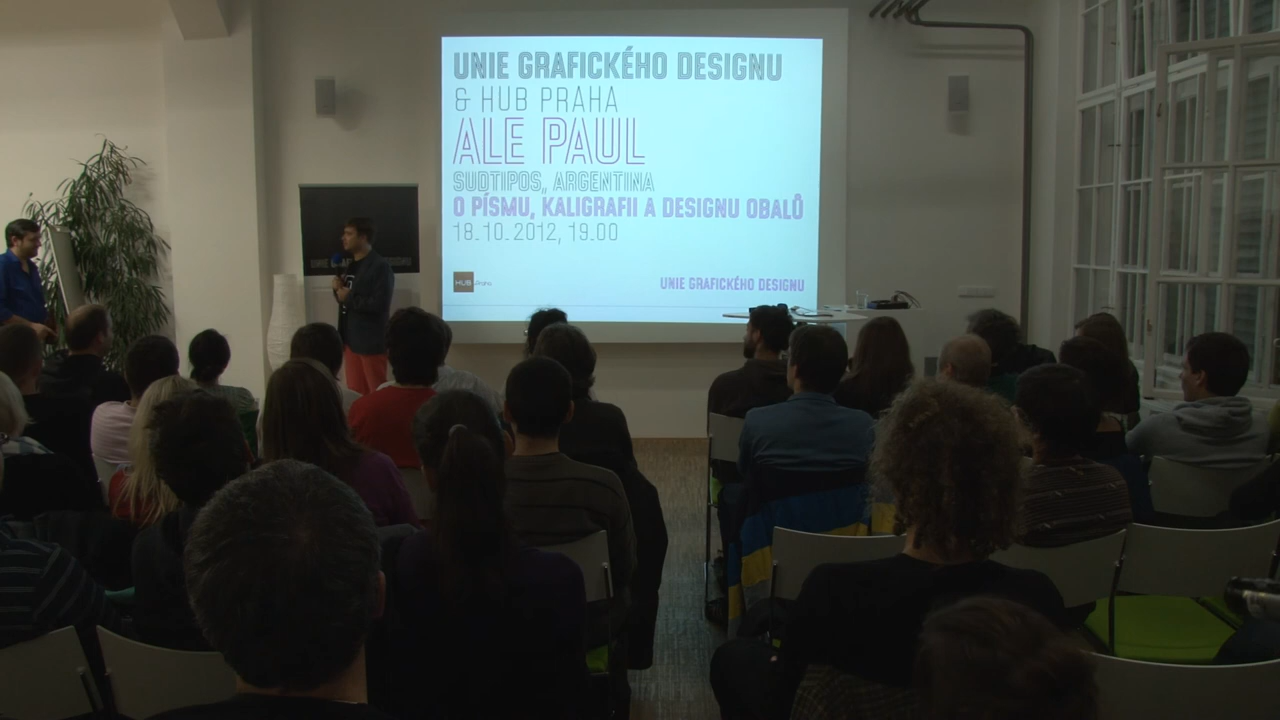 UNIE GRAFICKÉHO DESIGNU
& HUB PRAHA
ALE PAUL
SUDTIPOS, ARGENTINA
O PÍSMU, KALIGRAFII A DESIGNU OBALŮ
18.10.2012, 19.00
HUB Praha
UNIE GRAFICKÉHO DESIGNU